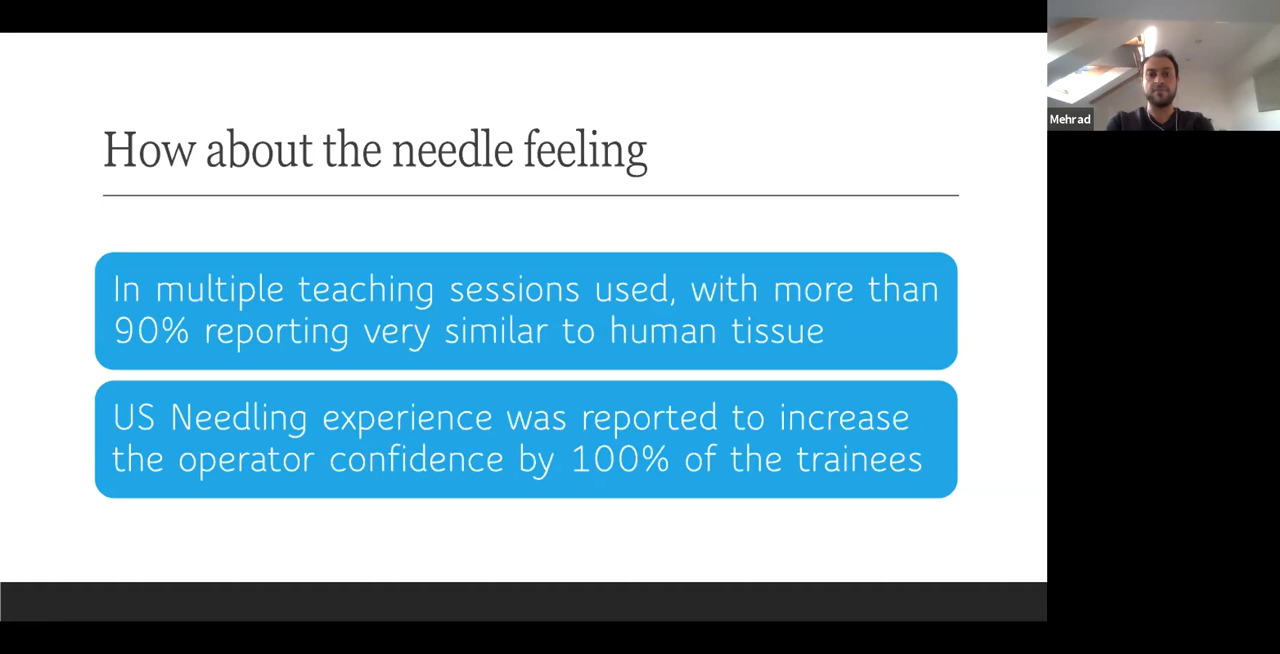 How about the needle feeling
In multiple teaching sessions used, with more than
90% reporting very similar to human tissue
US Needling experience was reported to increase
the operator confidence by 100% of the trainees
Mehrad